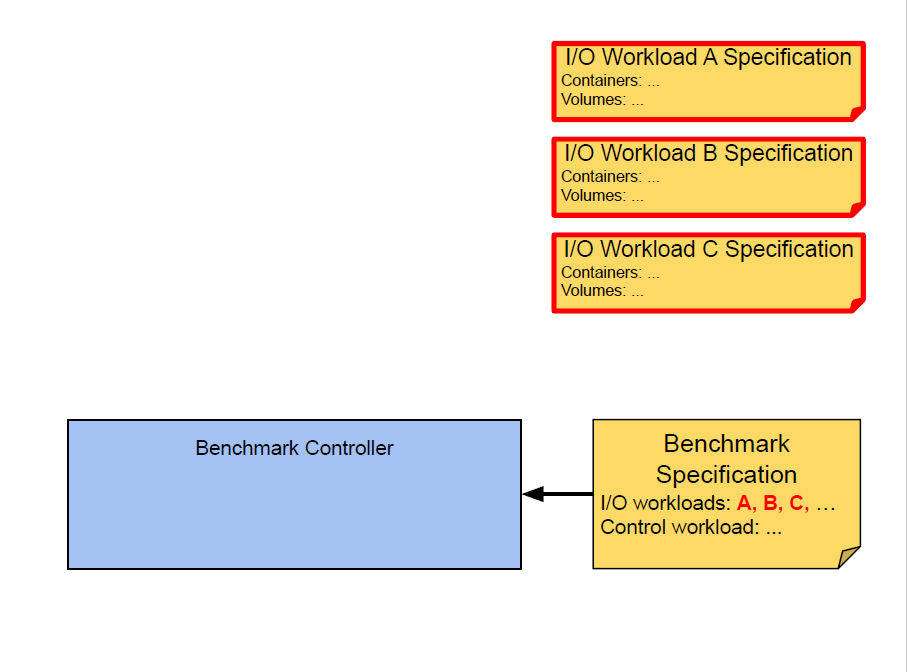 I/O Workload A Specification
Containers: ...
Volumes: ...
I/O Workload B Specification
Containers: ...
Volumes: ...
I/O Workload C Specification
Containers: ...
Volumes: ...
Benchmark Controller
Benchmark
Specification
I/O workloads: A, B, C, ...
Control workload: ...